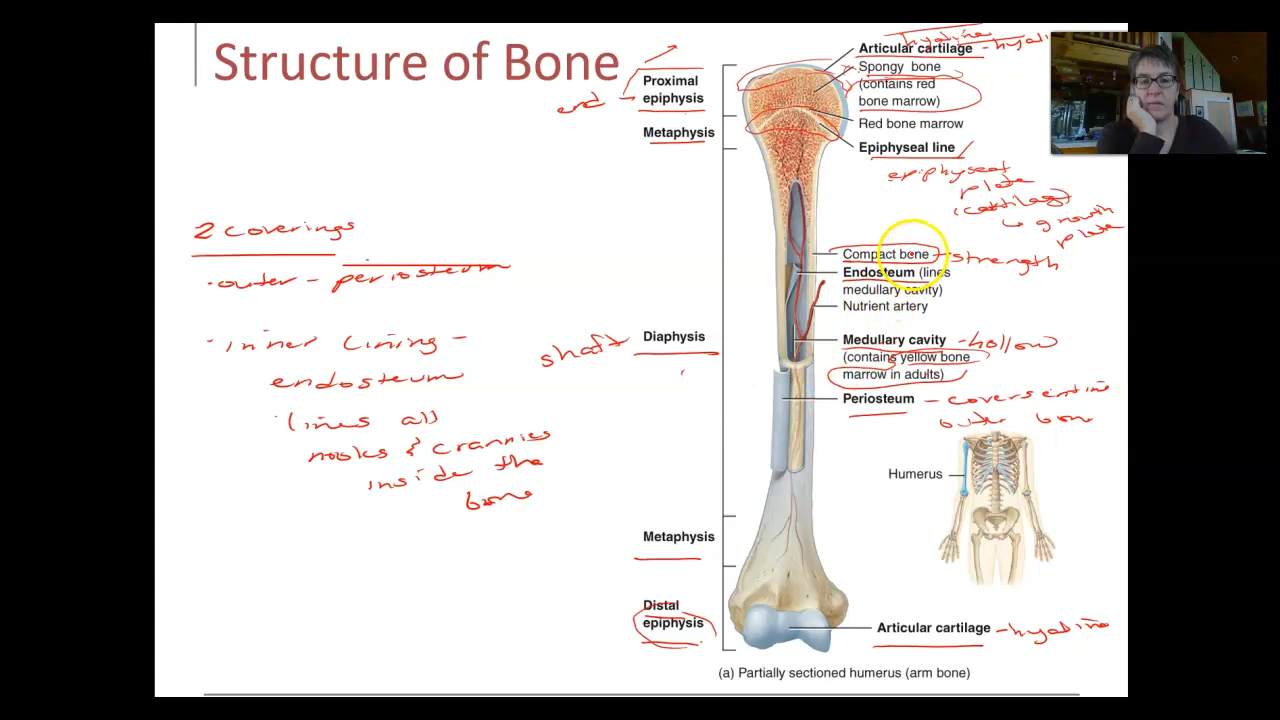 Structure of Bone
hyaline
Articular cartilage - hyali
Spongy bone
(contains red
bone marrow)
Red bone marrow
Epiphyseal line
epiphyseal
plate
(cartilage)
growth
plate
Proximal
epiphysis
end
Metaphysis
2 coverings
outer - periosteum
inner lining -
endosteum
lines all
nooks & crannies
inside the
bone
shaft
Diaphysis
Compact bone - strength
Endosteum (lines
medullary cavity)
Nutrient artery
Medullary cavity - hollow
(contains yellow bone
marrow in adults)
Periosteum - covers entire
outer bone
Humerus
Metaphysis
Distal
epiphysis
Articular cartilage - hyaline
(a) Partially sectioned humerus (arm bone)